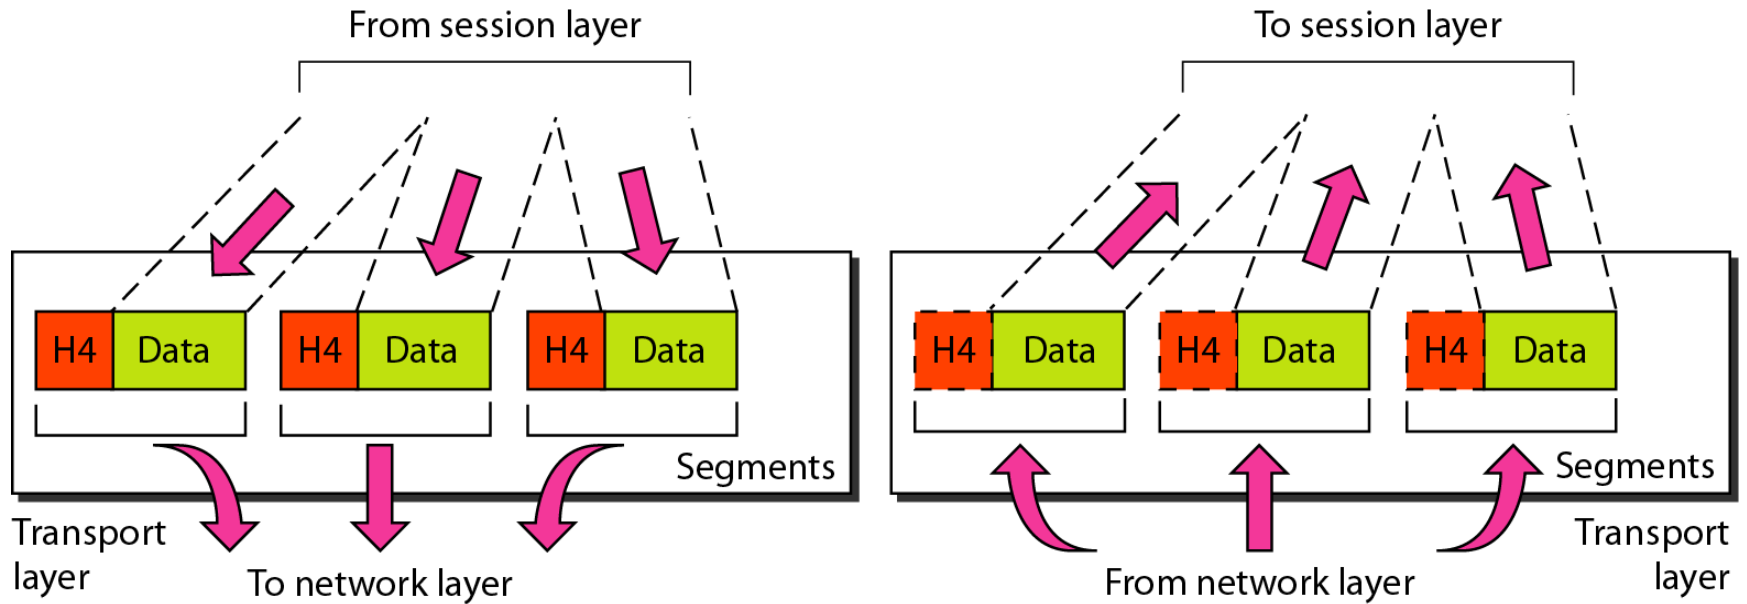 From session layer
H4 Data H4 Data H4 Data
Segments
Transport
layer
To network layer
To session layer
H4 Data H4 Data H4 Data
Segments
From network layer
Transport
layer